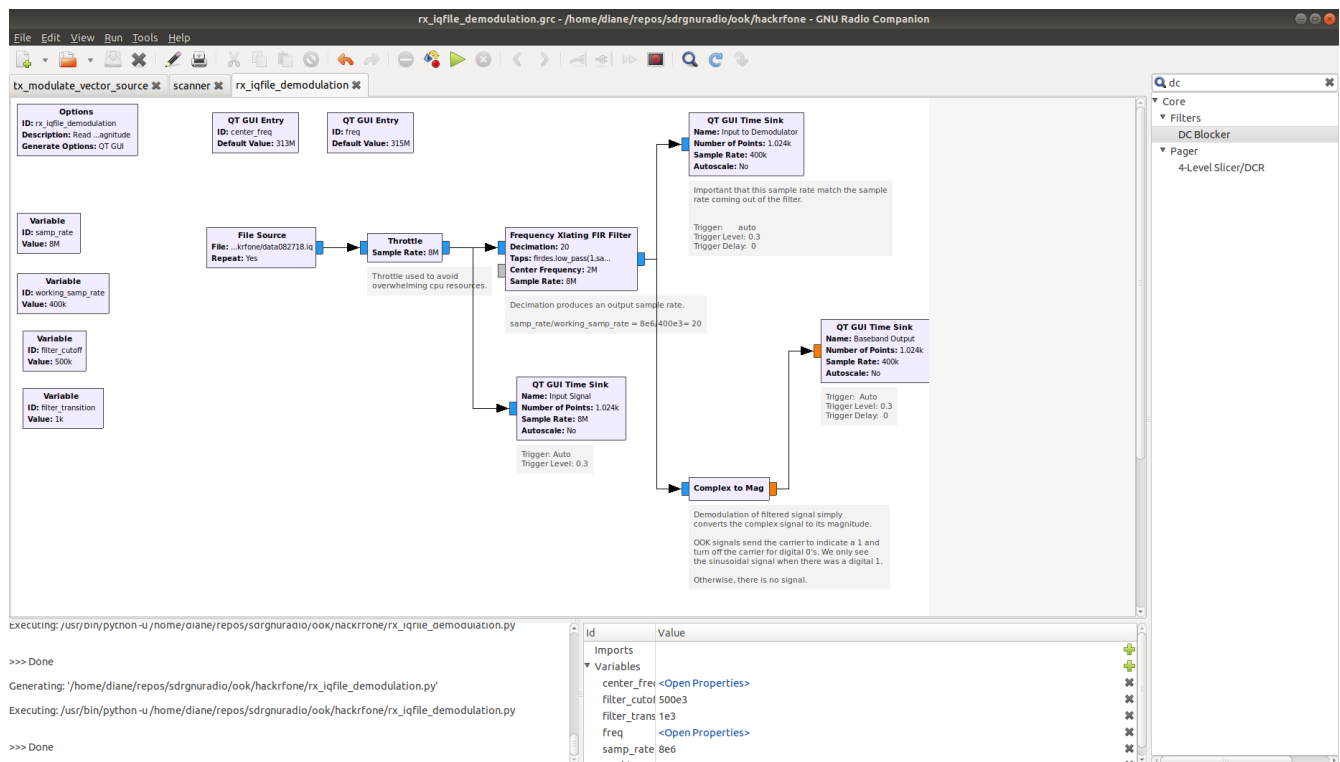 rx_iqfile_demodulation.grc - /home/diane/repos/sdrgnuradio/ook/hackrfone - GNU Radio Companion
File Edit View Run Tools Help
tx_modulate_vector_source scanner rx_iqfile_demodulation
dc
Core
Filters
DC Blocker
Pager
4-Level Slicer/DCR
Options
ID: rx_iqfile_demodulation
Description: Read ...agnitude
Generate Options: QT GUI
QT GUI Entry
ID: center_freq
Default Value: 313M
QT GUI Entry
ID: freq
Default Value: 315M
QT GUI Time Sink
Name: Input to Demodulator
Number of Points: 1.024k
Sample Rate: 400k
Autoscale: No
Important that this sample rate match the sample
rate coming out of the filter.
Trigger: auto
Trigger Level: 0.3
Trigger Delay: 0
Variable
ID: samp_rate
Value: 8M
File Source
File: ...krfone/data082718.iq
Repeat: Yes
Throttle
Sample Rate: 8M
Throttle used to avoid
overwhelming cpu resources.
Frequency Xlating FIR Filter
Decimation: 20
Taps: firdes.low_pass(1,sa...
Center Frequency: 2M
Sample Rate: 8M
Decimation produces an output sample rate.
samp_rate/working_samp_rate = 8e6/400e3= 20
Variable
ID: working_samp_rate
Value: 400k
Variable
ID: filter_cutoff
Value: 500k
Variable
ID: filter_transition
Value: 1k
QT GUI Time Sink
Name: Baseband Output
Number of Points: 1.024k
Sample Rate: 400k
Autoscale: No
Trigger: Auto
Trigger Level: 0.3
Trigger Delay: 0
QT GUI Time Sink
Name: Input Signal
Number of Points: 1.024k
Sample Rate: 8M
Autoscale: No
Trigger: Auto
Trigger Level: 0.3
Complex to Mag
Demodulation of filtered signal simply
converts the complex signal to its magnitude.
OOK signals send the carrier to indicate a 1 and
turn off the carrier for digital 0's. We only see
the sinusoidal signal when there was a digital 1.
Otherwise, there is no signal.
Executing: /usr/bin/python -u /home/diane/repos/sdrgnuradio/ook/hackrfone/rx_iqfile_demodulation.py
>>> Done
Generating: '/home/diane/repos/sdrgnuradio/ook/hackrfone/rx_iqfile_demodulation.py'
Executing: /usr/bin/python -u /home/diane/repos/sdrgnuradio/ook/hackrfone/rx_iqfile_demodulation.py
>>> Done
Id Value
Imports
Variables
center_fre <Open Properties>
filter_cutof 500e3
filter_trans 1e3
freq <Open Properties>
samp_rate 8e6